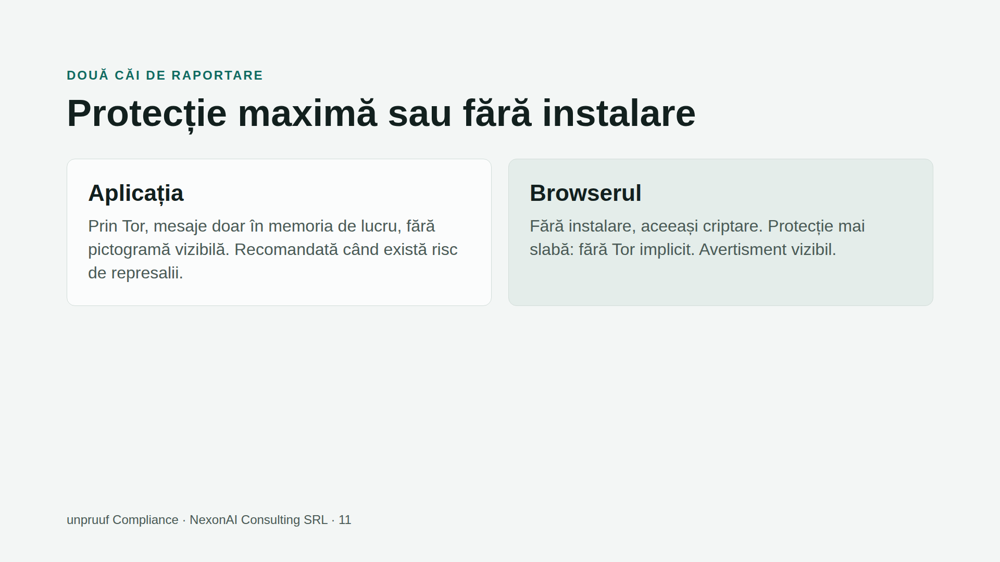 DOUĂ CĂI DE RAPORTARE
Protecție maximă sau fără instalare
Aplicația
Prin Tor, mesaje doar în memoria de lucru, fără
pictogramă vizibilă. Recomandată când există risc
de represalii.
Browserul
Fără instalare, aceeași criptare. Protecție mai
slabă: fără Tor implicit. Avertisment vizibil.
unpruuf Compliance · NexonAI Consulting SRL · 11